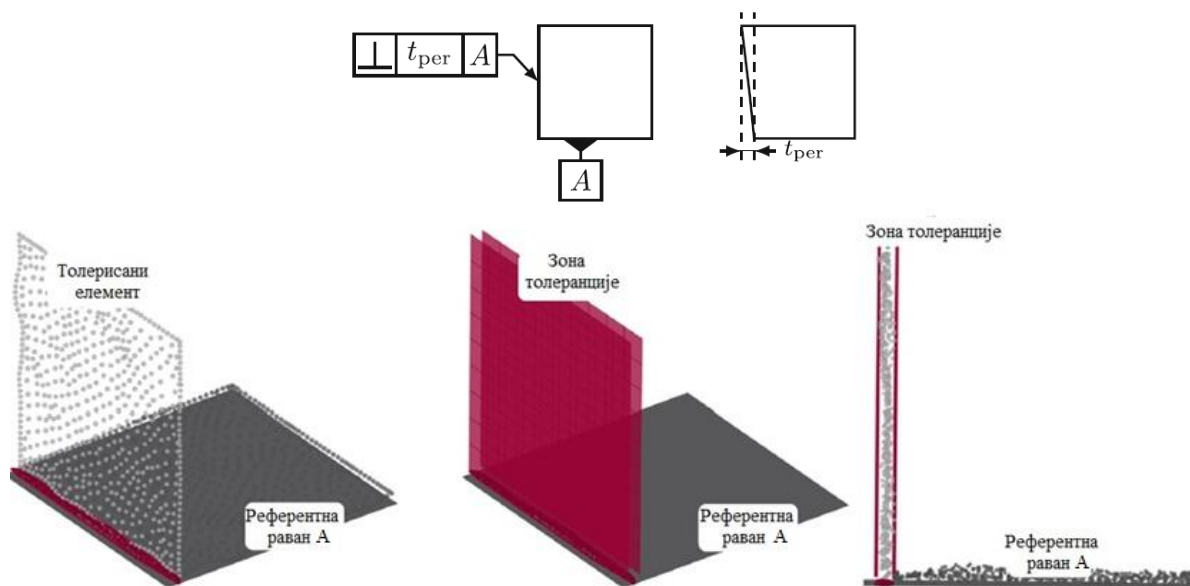 ⊥ t_per A
A
t_per
Толерисани
елемент
Референтна
раван А
Зона
толеранције
Референтна
раван А
Зона толеранције
Референтна
раван А